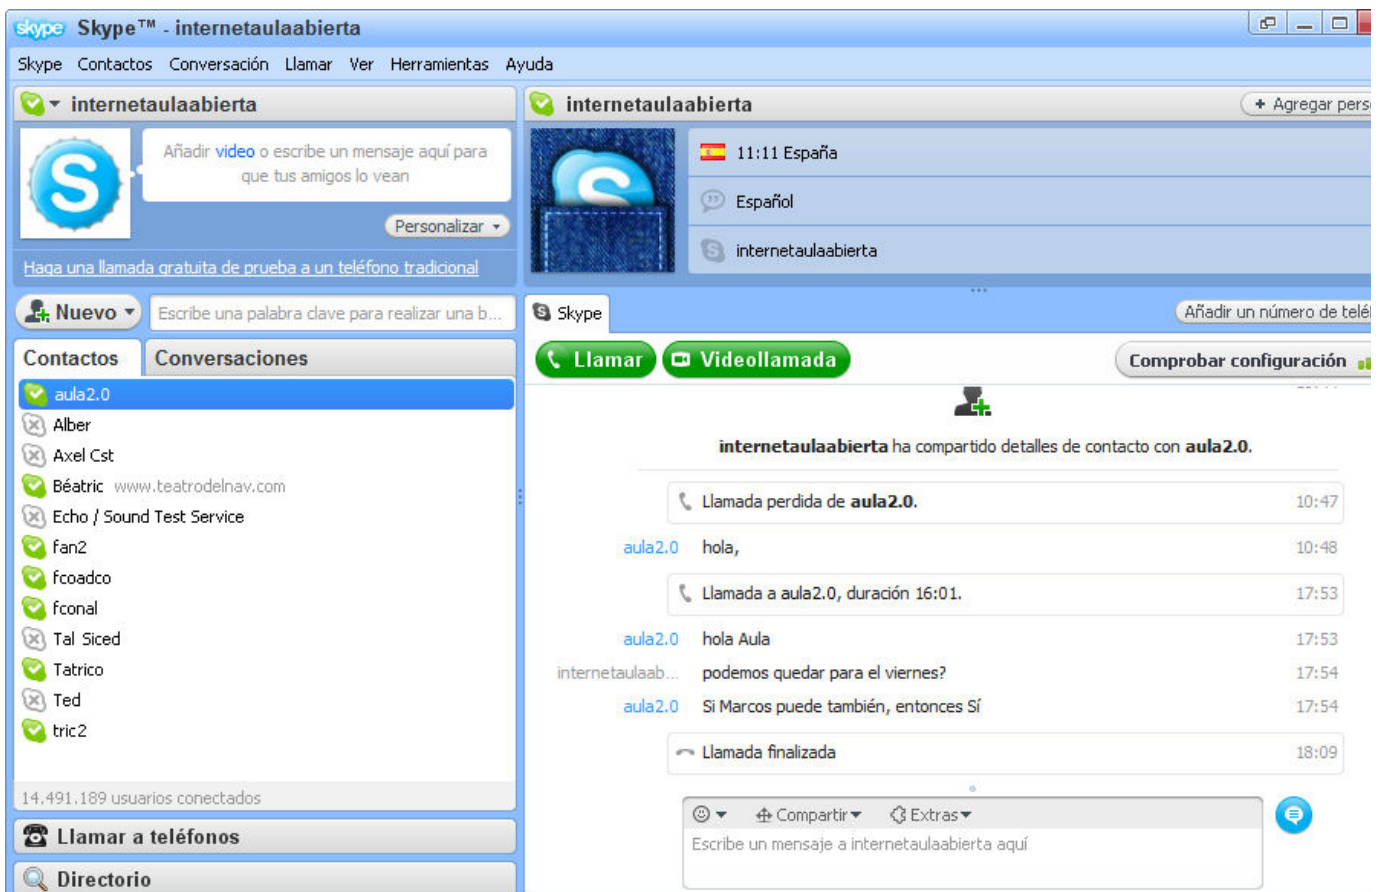 skype Skype™ - internetaulaabierta
Skype Contactos Conversación Llamar Ver Herramientas Ayuda
internetaulaabierta
Añadir video o escribe un mensaje aquí para
que tus amigos lo vean
Personalizar
Haga una llamada gratuita de prueba a un teléfono tradicional
Nuevo
Escribe una palabra clave para realizar una b...
Contactos
Conversaciones
aula2.0
Alber
Axel Cst
Béatric www.teatrodelnav.com
Echo / Sound Test Service
fan2
fcoadco
fconal
Tal Siced
Tatrico
Ted
tric2
14.491.189 usuarios conectados
Llamar a teléfonos
Directorio
internetaulaabierta
+ Agregar pers
11:11 España
Español
internetaulaabierta
Skype
Añadir un número de telé
Llamar
Videollamada
Comprobar configuración
internetaulaabierta ha compartido detalles de contacto con aula2.0.
Llamada perdida de aula2.0. 10:47
aula2.0 hola, 10:48
Llamada a aula2.0, duración 16:01. 17:53
aula2.0 hola Aula 17:53
internetaulaab... podemos quedar para el viernes? 17:54
aula2.0 Si Marcos puede también, entonces Sí 17:54
Llamada finalizada 18:09
Compartir Extras
Escribe un mensaje a internetaulaabierta aquí